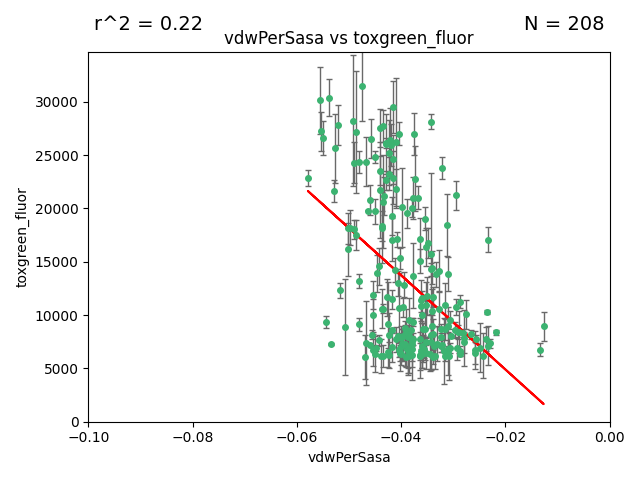 r^2 = 0.22
N = 208
vdwPerSasa vs toxgreen_fluor
toxgreen_fluor
30000
25000
20000
15000
10000
5000
0
−0.10
−0.08
−0.06
−0.04
−0.02
0.00
vdwPerSasa